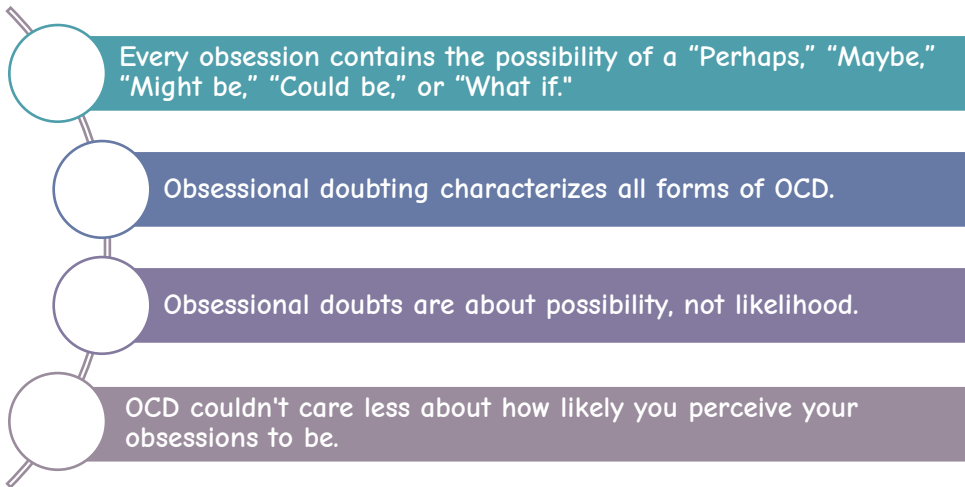 Every obsession contains the possibility of a “Perhaps,” “Maybe,”
“Might be,” “Could be,” or “What if."
Obsessional doubting characterizes all forms of OCD.
Obsessional doubts are about possibility, not likelihood.
OCD couldn't care less about how likely you perceive your
obsessions to be.